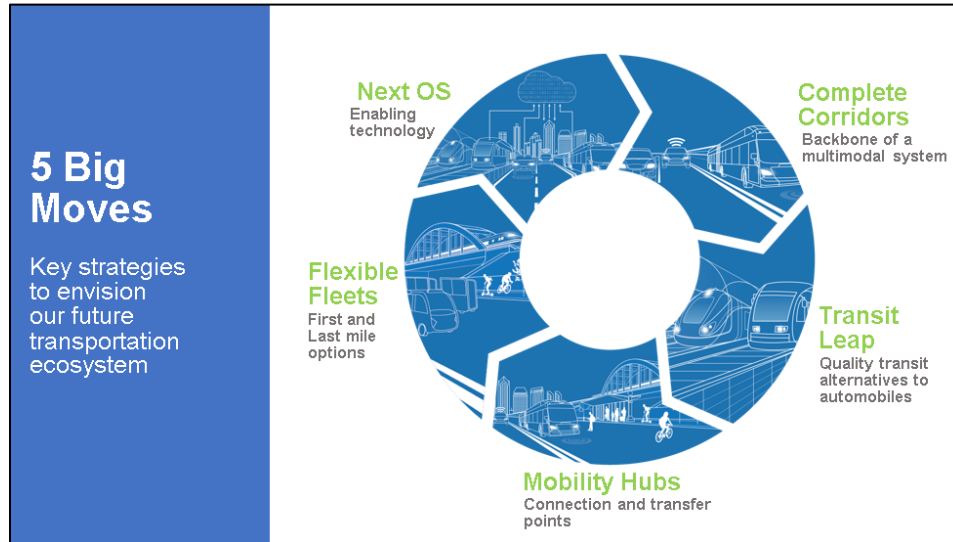 5 Big
Moves
Key strategies
to envision
our future
transportation
ecosystem
Next OS
Enabling
technology
Complete
Corridors
Backbone of a
multimodal system
Flexible
Fleets
First and
Last mile
options
Transit
Leap
Quality transit
alternatives to
automobiles
Mobility Hubs
Connection and transfer
points